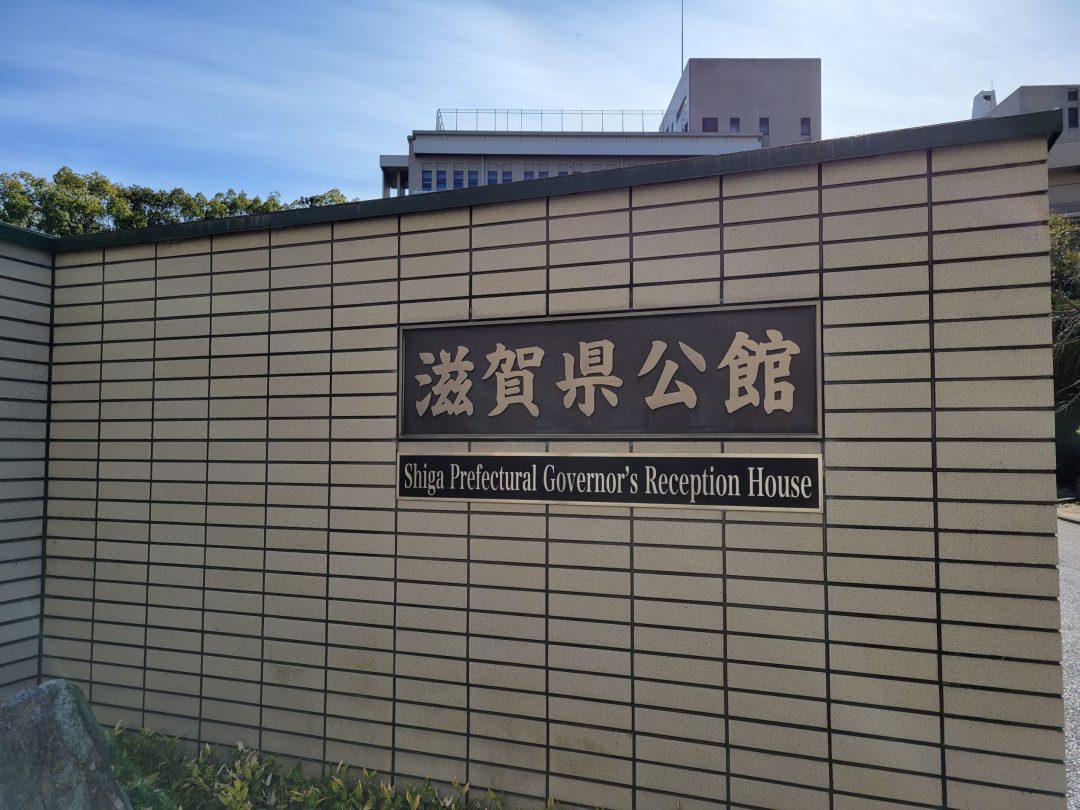 滋賀県公館
Shiga Prefectural Governor's Reception House